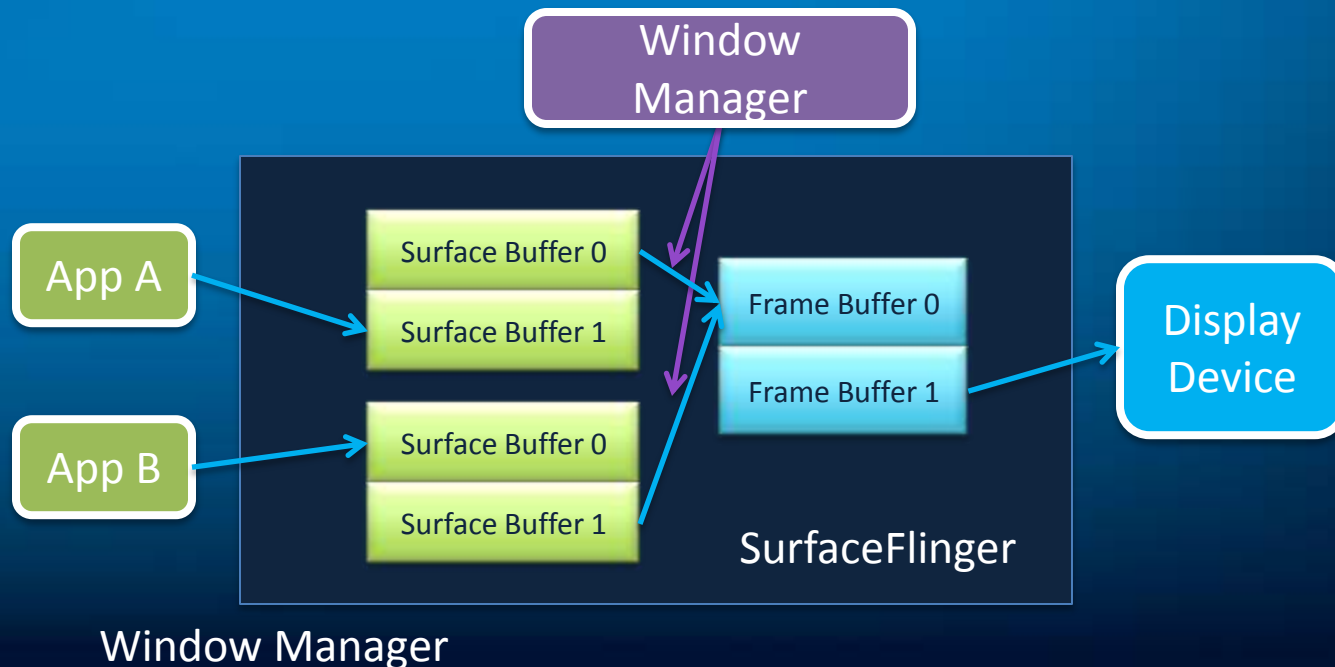 Window
Manager
App A
Surface Buffer 0
Surface Buffer 1
Frame Buffer 0
Frame Buffer 1
Display
Device
App B
Surface Buffer 0
Surface Buffer 1
SurfaceFlinger
Window Manager